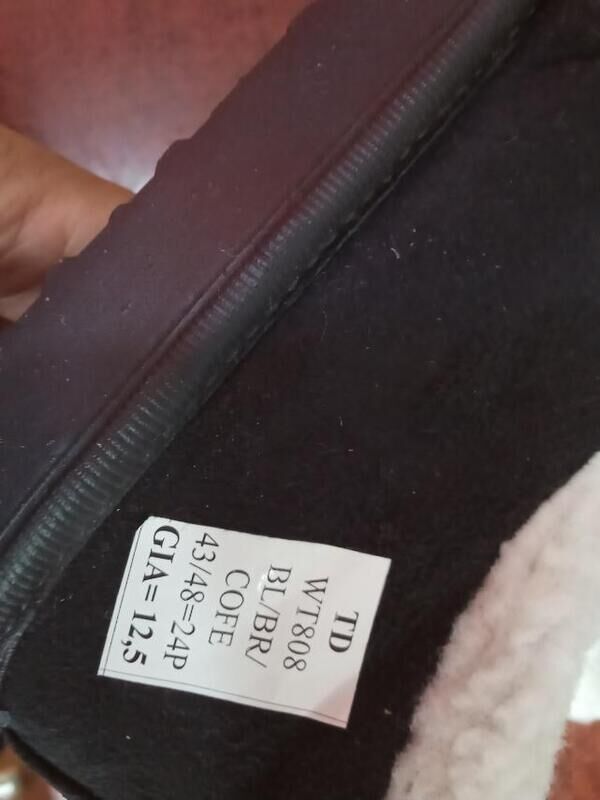 TD
WT808
BL/BR/
COFE
43/48=24P
GIA= 12,5